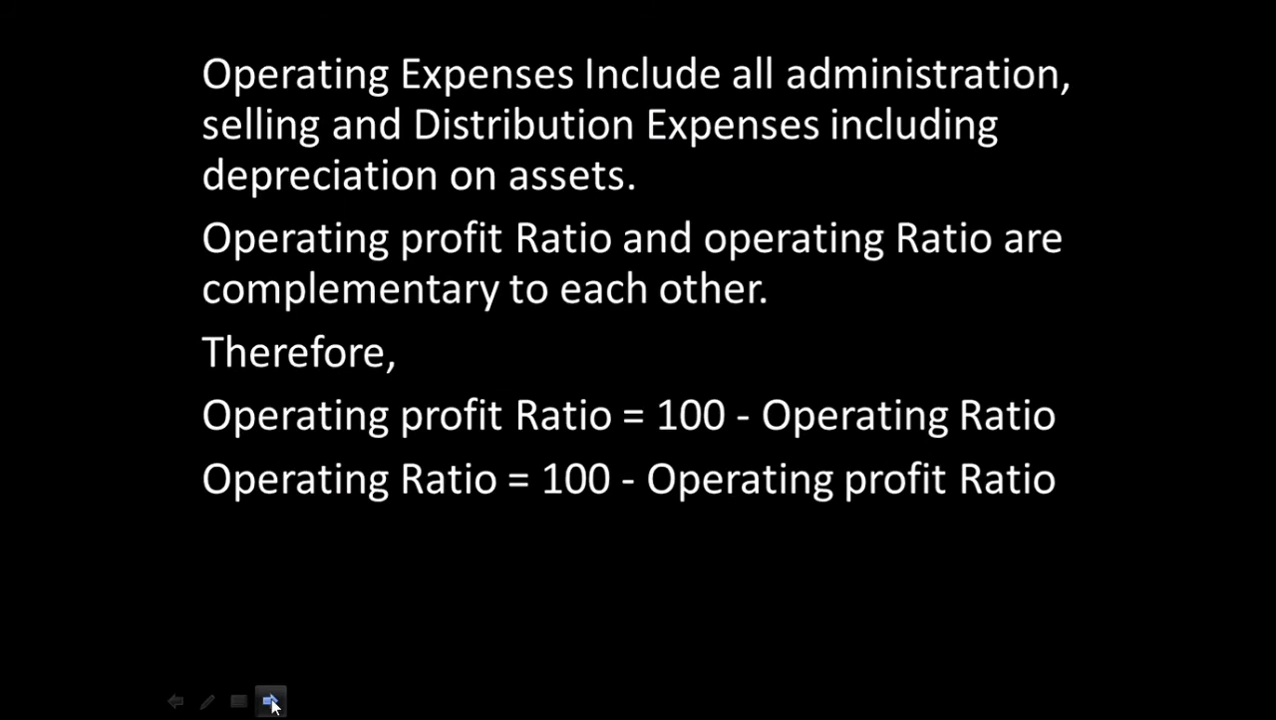 Operating Expenses Include all administration,
selling and Distribution Expenses including
depreciation on assets.
Operating profit Ratio and operating Ratio are
complementary to each other.
Therefore,
Operating profit Ratio = 100 - Operating Ratio
Operating Ratio = 100 - Operating profit Ratio